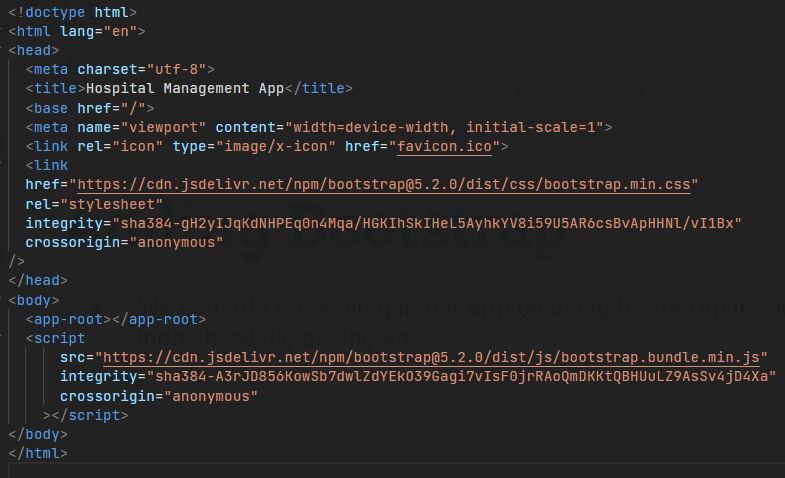 <!doctype html>
<html lang="en">
<head>
<meta charset="utf-8">
<title>Hospital Management App</title>
<base href="/">
<meta name="viewport" content="width=device-width, initial-scale=1">
<link rel="icon" type="image/x-icon" href="favicon.ico">
<link
href="https://cdn.jsdelivr.net/npm/bootstrap@5.2.0/dist/css/bootstrap.min.css"
rel="stylesheet"
integrity="sha384-gH2yIJqKdNHPEq0n4Mqa/HGKIhSkIHeL5AyhkYV8i59U5AR6csBvApHHNl/vI1Bx"
crossorigin="anonymous"
/>
</head>
<body>
<app-root></app-root>
<script
src="https://cdn.jsdelivr.net/npm/bootstrap@5.2.0/dist/js/bootstrap.bundle.min.js"
integrity="sha384-A3rJD856KowSb7dwlZdYEkO39Gagi7vIsF0jrRAoQmDKKtQBHUuLZ9AsSv4jD4Xa"
crossorigin="anonymous"
></script>
</body>
</html>
Bootstrap
We can add the styling in our app by using bootstrap in the
index.html file as shown